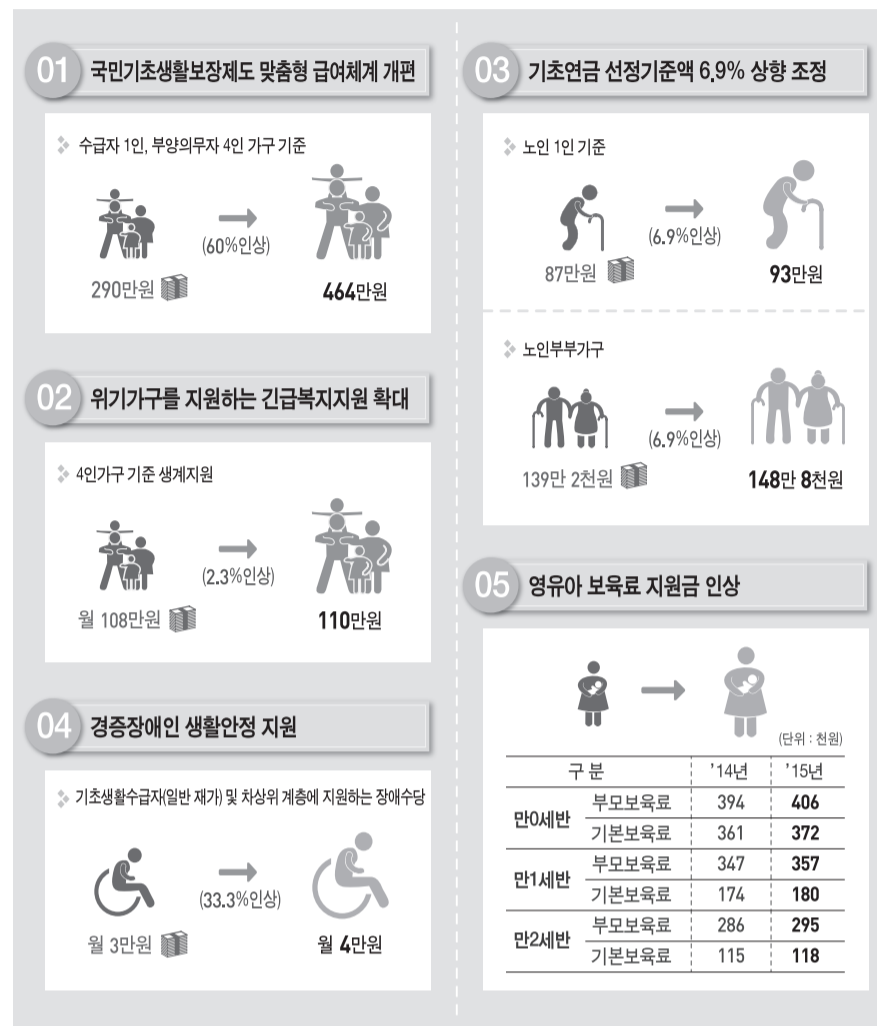 01 국민기초생활보장제도 맞춤형 급여체계 개편
수급자 1인, 부양의무자 4인 가구 기준
(60%인상)
290만원 464만원
02 위기가구를 지원하는 긴급복지지원 확대
4인가구 기준 생계지원
(2.3%인상)
월 108만원 110만원
03 기초연금 선정기준액 6.9% 상향 조정
노인 1인 기준
(6.9%인상)
87만원 93만원
노인부부가구
(6.9%인상)
139만 2천원 148만 8천원
04 경증장애인 생활안정 지원
기초생활수급자(일반 재가) 및 차상위 계층에 지원하는 장애수당
(33.3%인상)
월 3만원 월 4만원
05 영유아 보육료 지원금 인상
(단위 : 천원)
구 분 ’14년 ’15년
만0세반 부모보육료 394 406
기본보육료 361 372
만1세반 부모보육료 347 357
기본보육료 174 180
만2세반 부모보육료 286 295
기본보육료 115 118